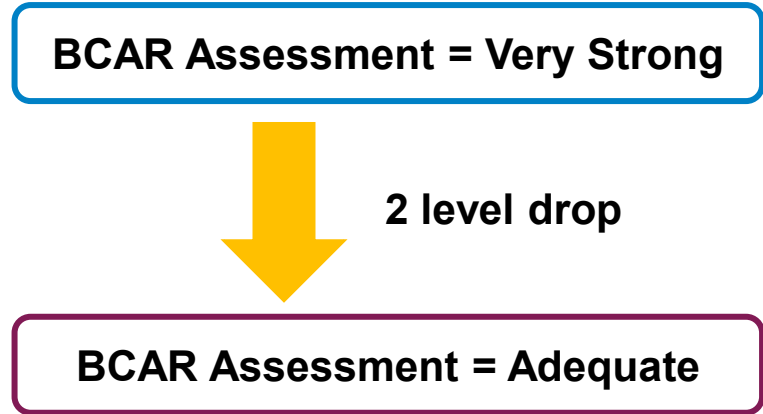 BCAR Assessment = Very Strong
2 level drop
BCAR Assessment = Adequate